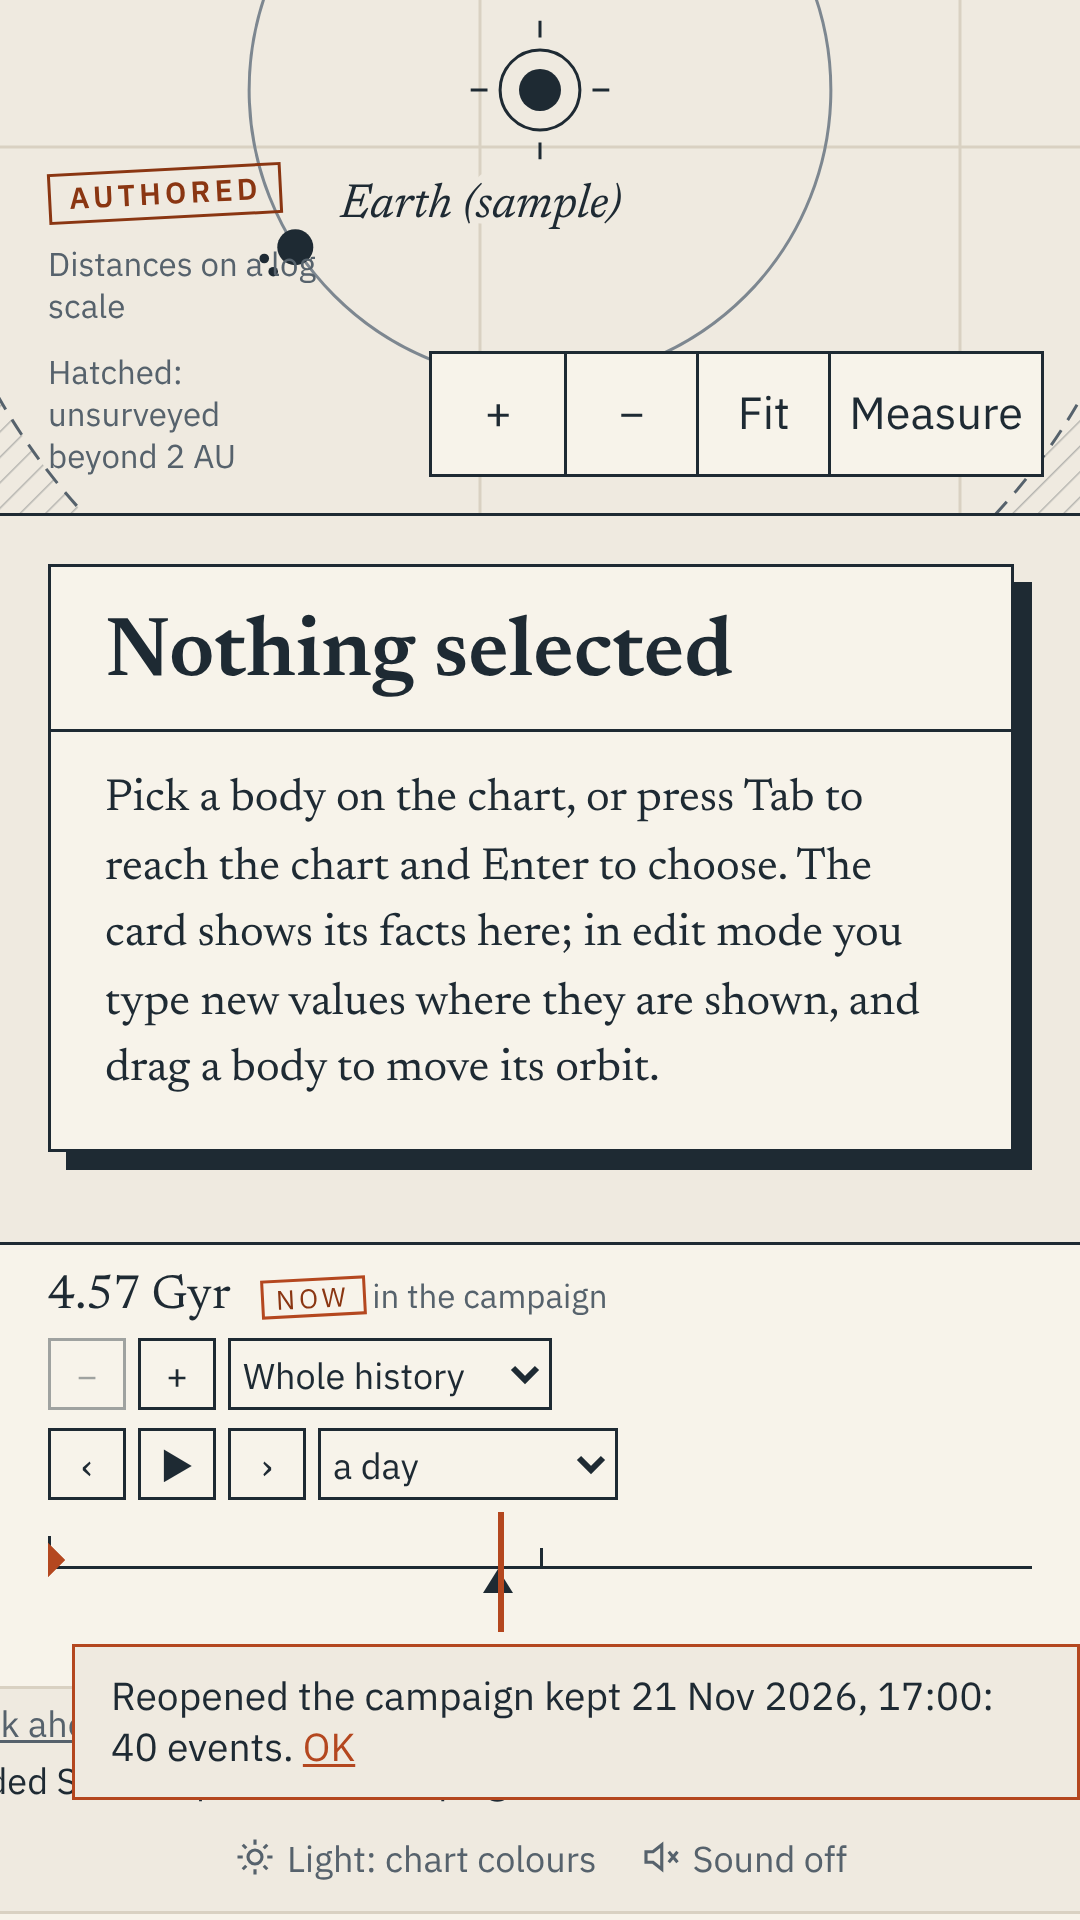 AUTHORED
Earth (sample)
Distances on a log
scale
Hatched:
unsurveyed
beyond 2 AU
+
−
Fit
Measure
Nothing selected
Pick a body on the chart, or press Tab to
reach the chart and Enter to choose. The
card shows its facts here; in edit mode you
type new values where they are shown, and
drag a body to move its orbit.
4.57 Gyr NOW in the campaign
− + Whole history
‹ › a day
Reopened the campaign kept 21 Nov 2026, 17:00:
40 events. OK
Light: chart colours Sound off